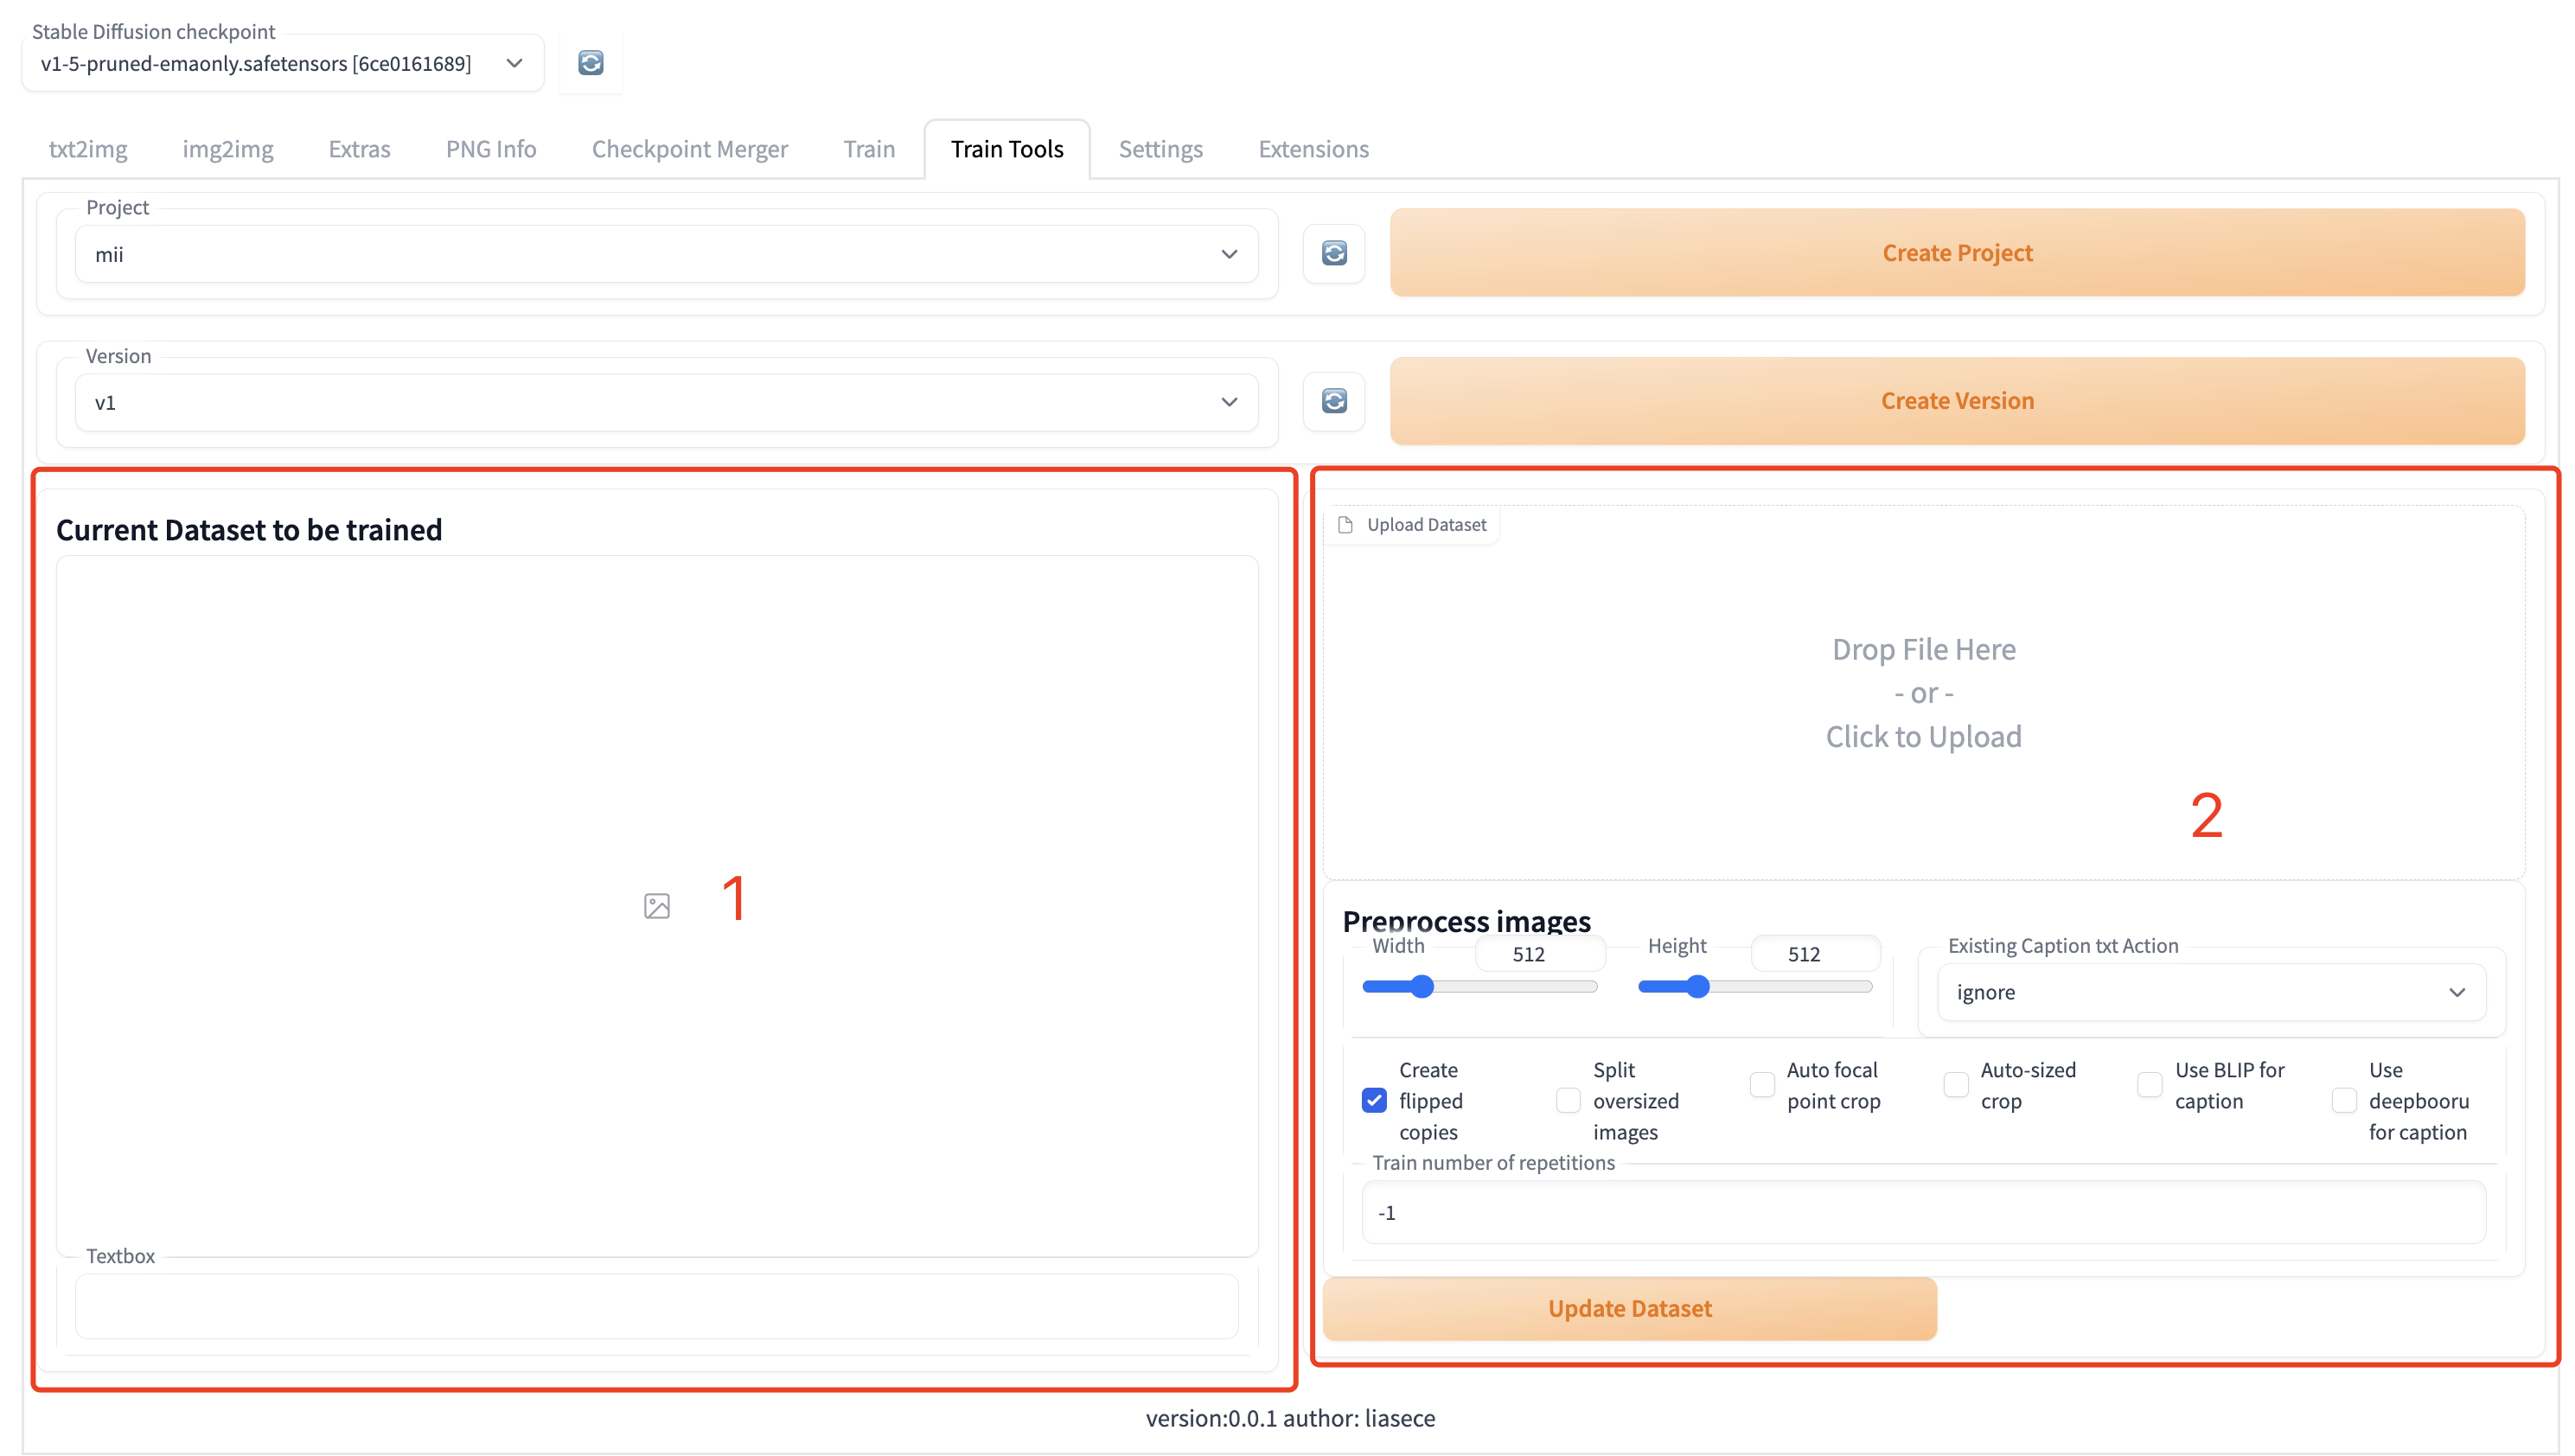 Stable Diffusion checkpoint
v1-5-pruned-emaonly.safetensors [6ce0161689]
txt2img img2img Extras PNG Info Checkpoint Merger Train Train Tools Settings Extensions
Project
mii
Create Project
Version
v1
Create Version
Current Dataset to be trained
1
Textbox
Upload Dataset
Drop File Here
- or -
Click to Upload
2
Preprocess images
Width 512 Height 512 Existing Caption txt Action
ignore
Create flipped copies
Split oversized images
Auto focal point crop
Auto-sized crop
Use BLIP for caption
Use deepbooru for caption
Train number of repetitions
-1
Update Dataset
version:0.0.1 author: liasece